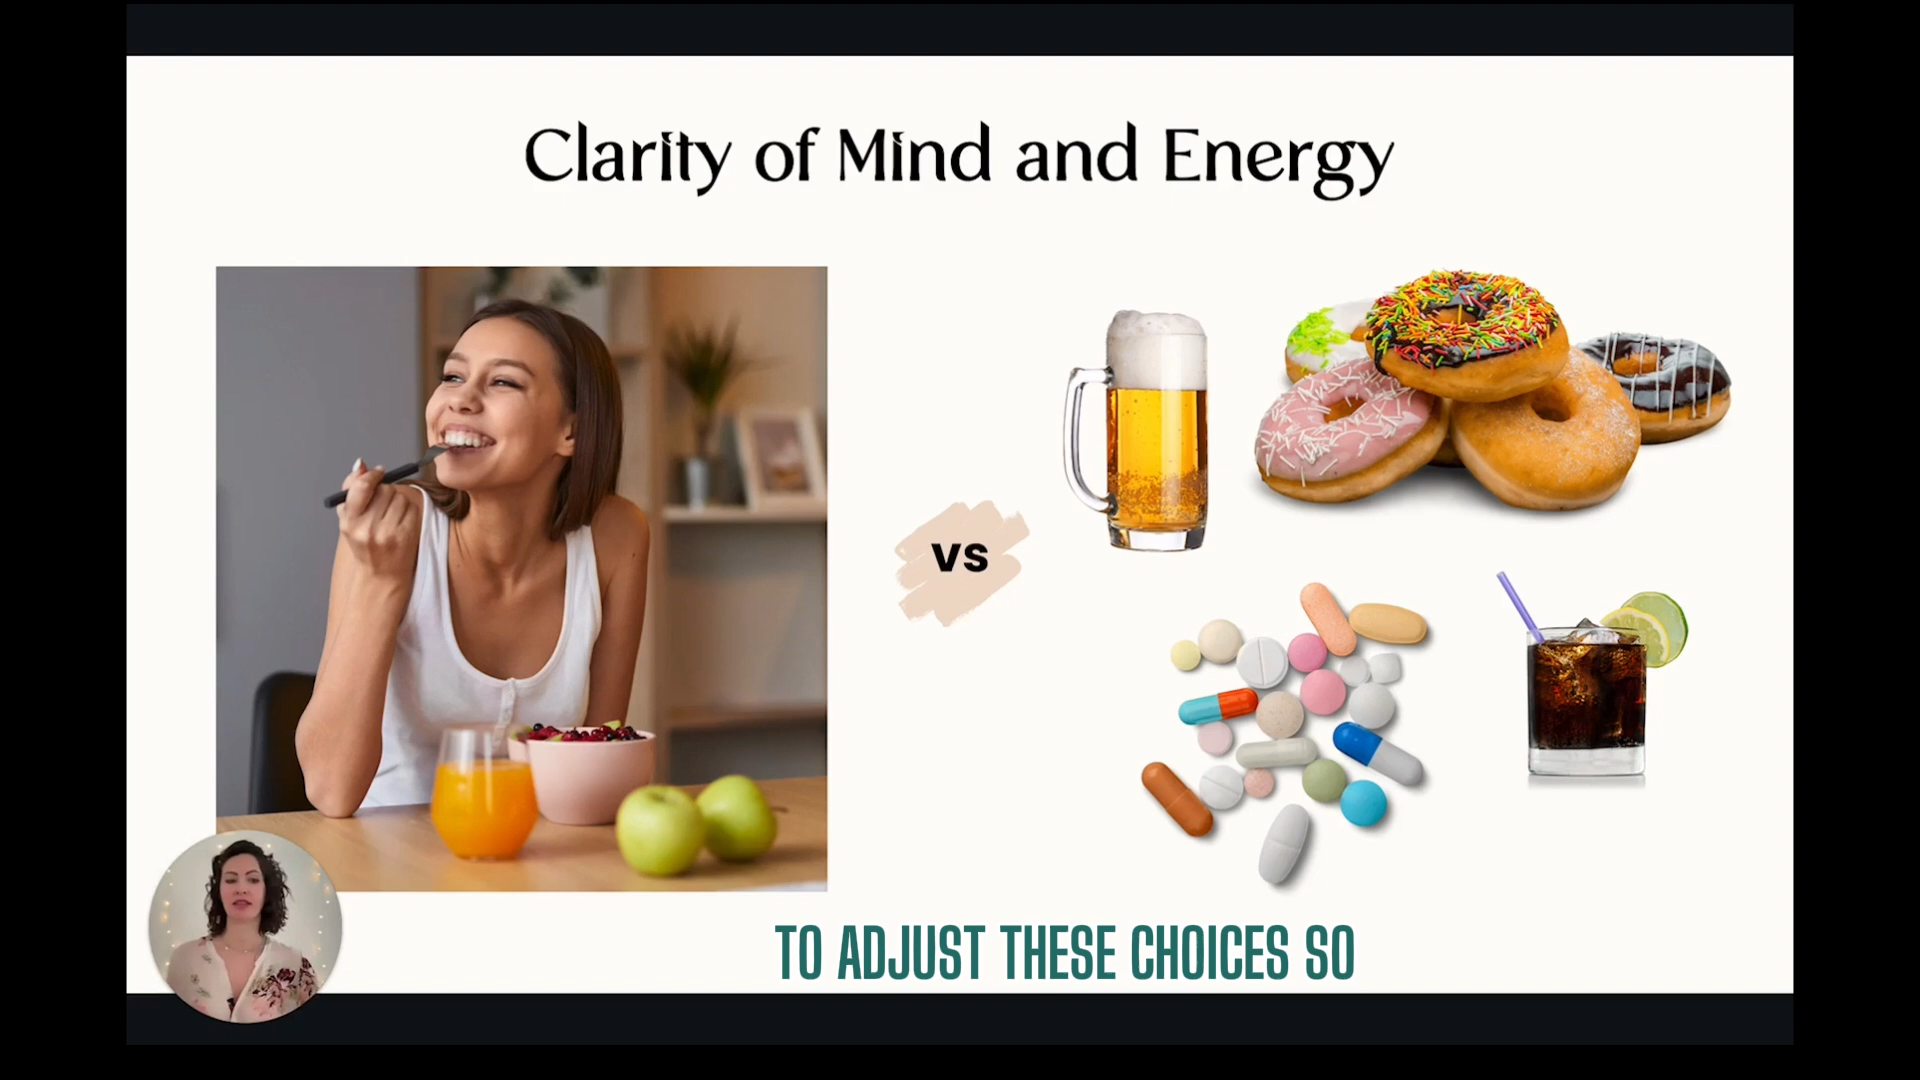 Clarity of Mind and Energy
vs
TO ADJUST THESE CHOICES SO